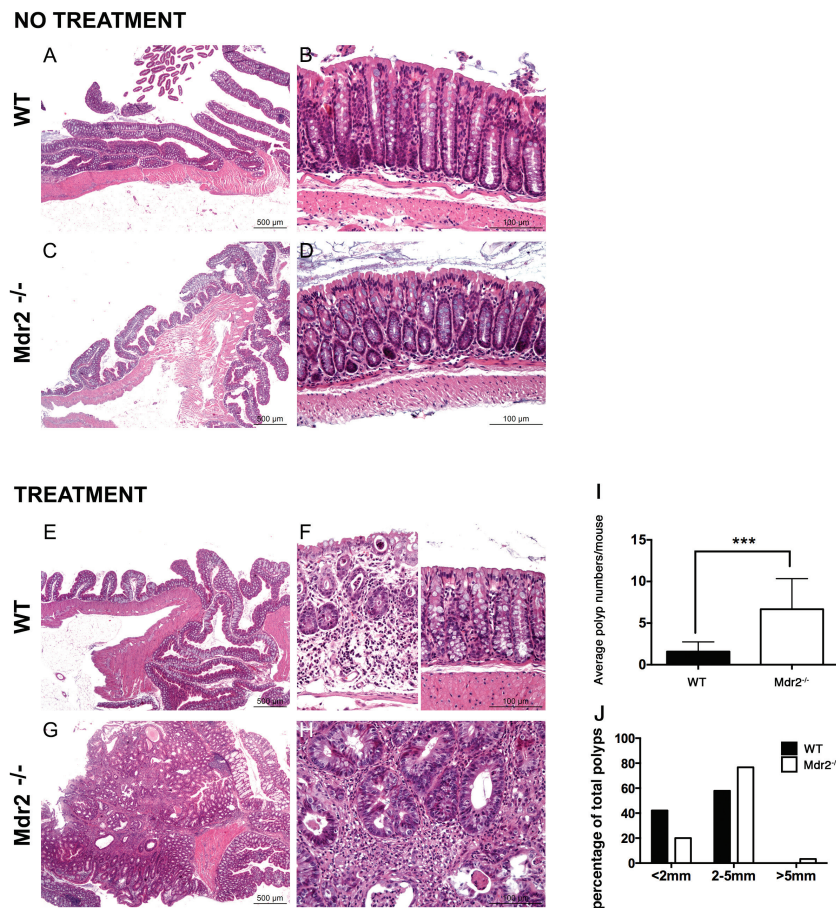 NO TREATMENT
WT
A
500 µm
B
100 µm
Mdr2 -/-
C
500 µm
D
100 µm
TREATMENT
WT
E
500 µm
F
100 µm
Mdr2 -/-
G
500 µm
H
100 µm
I
Average polyp numbers/mouse
15
10
5
0
***
WT
Mdr2-/-
J
percentage of total polyps
100
80
60
40
20
0
WT
Mdr2-/-
<2mm
2-5mm
>5mm